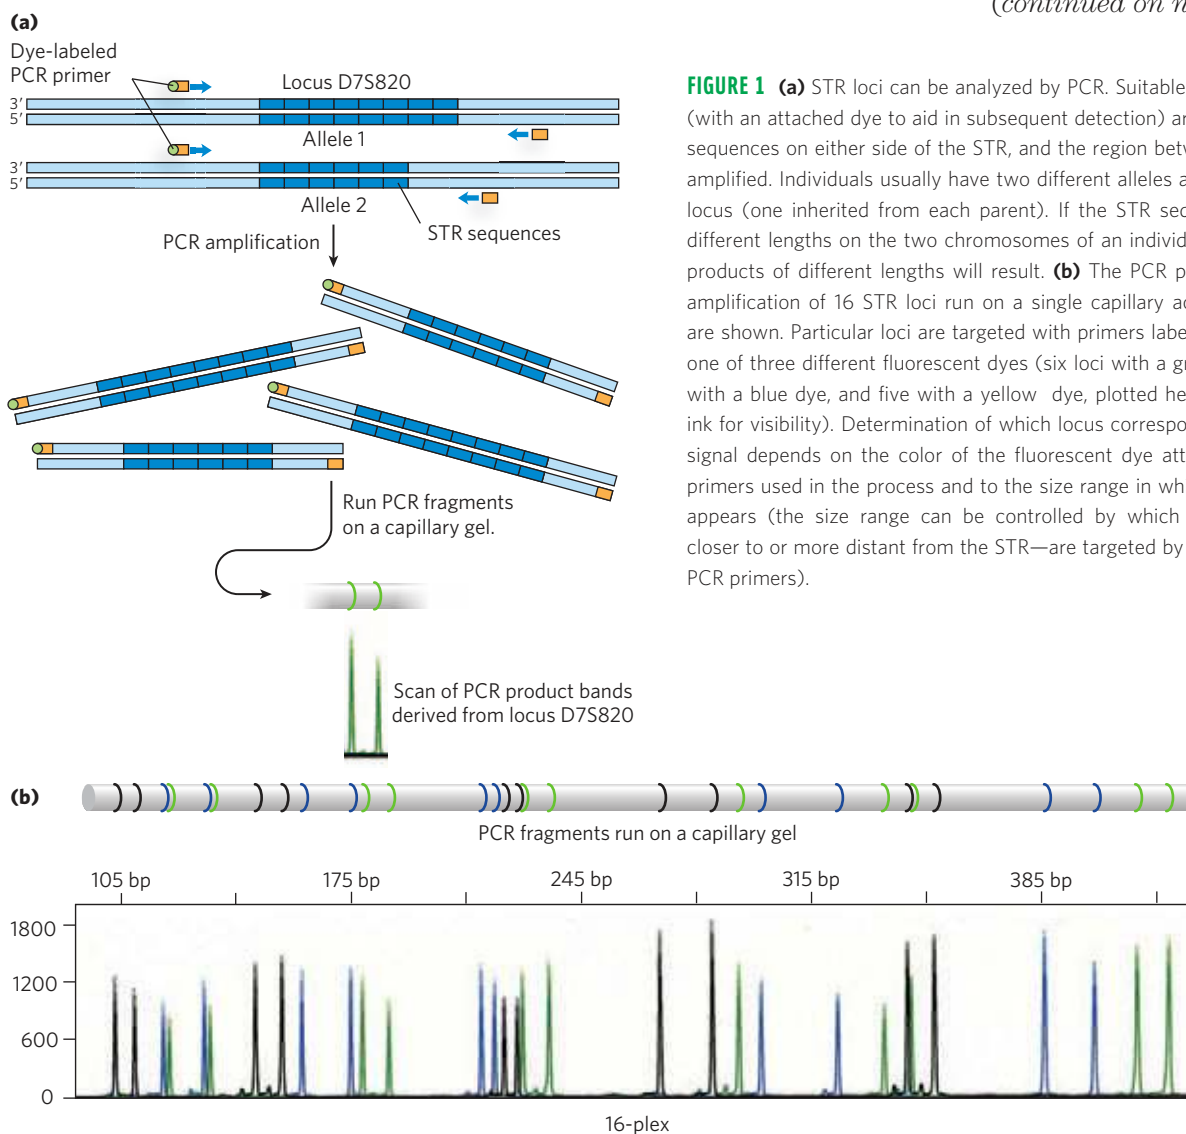 (continued on n
(a)
Dye-labeled
PCR primer
Locus D7S820
3′
5′
Allele 1
3′
5′
Allele 2
STR sequences
PCR amplification
Run PCR fragments
on a capillary gel.
Scan of PCR product bands
derived from locus D7S820
FIGURE 1 (a) STR loci can be analyzed by PCR. Suitable
(with an attached dye to aid in subsequent detection) ar
sequences on either side of the STR, and the region betw
amplified. Individuals usually have two different alleles a
locus (one inherited from each parent). If the STR sec
different lengths on the two chromosomes of an individ
products of different lengths will result. (b) The PCR p
amplification of 16 STR loci run on a single capillary ac
are shown. Particular loci are targeted with primers labe
one of three different fluorescent dyes (six loci with a gr
with a blue dye, and five with a yellow dye, plotted he
ink for visibility). Determination of which locus correspo
signal depends on the color of the fluorescent dye att
primers used in the process and to the size range in wh
appears (the size range can be controlled by which
closer to or more distant from the STR—are targeted by
PCR primers).
(b)
PCR fragments run on a capillary gel
105 bp 175 bp 245 bp 315 bp 385 bp
1800
1200
600
0
16-plex